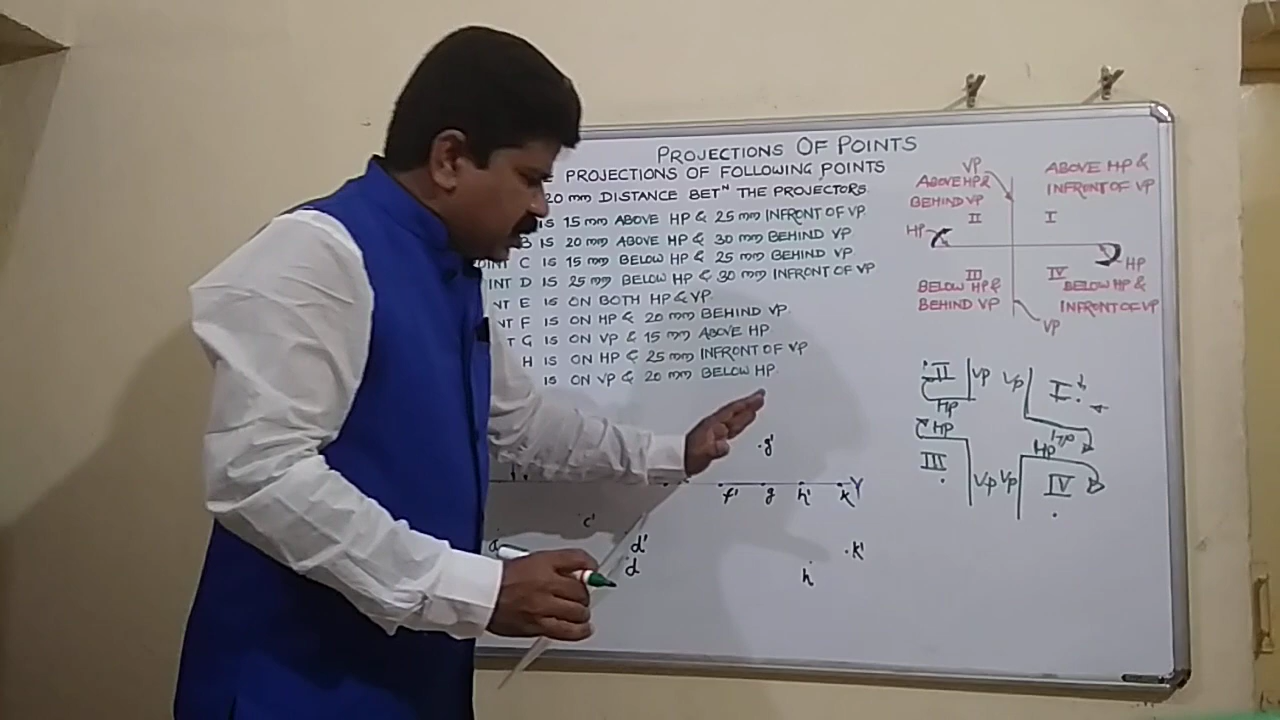 PROJECTIONS OF POINTS
E PROJECTIONS OF FOLLOWING POINTS
20 mm DISTANCE BETᴺ THE PROJECTORS.
IS 15 mm ABOVE HP & 25 mm INFRONT OF VP
B IS 20 mm ABOVE HP & 30 mm BEHIND VP
OINT C IS 15 mm BELOW HP & 25 mm BEHIND VP
INT D IS 25 mm BELOW HP & 30 mm INFRONT OF VP
NT E IS ON BOTH HP & VP
NT F IS ON HP & 20 mm BEHIND VP
T G IS ON VP & 15 mm ABOVE HP
H IS ON HP & 25 mm INFRONT OF VP
IS ON VP & 20 mm BELOW HP
VP
ABOVE HP &
BEHIND VP
II
ABOVE HP &
INFRONT OF VP
I
HP
HP
III
BELOW HP &
BEHIND VP
IV
BELOW HP &
INFRONT OF VP
VP
II VP
HP
VP I
HP
HP
III
VP
HP
VP IV
g'
f' g h' k Y
c'
d'
d
k'
h